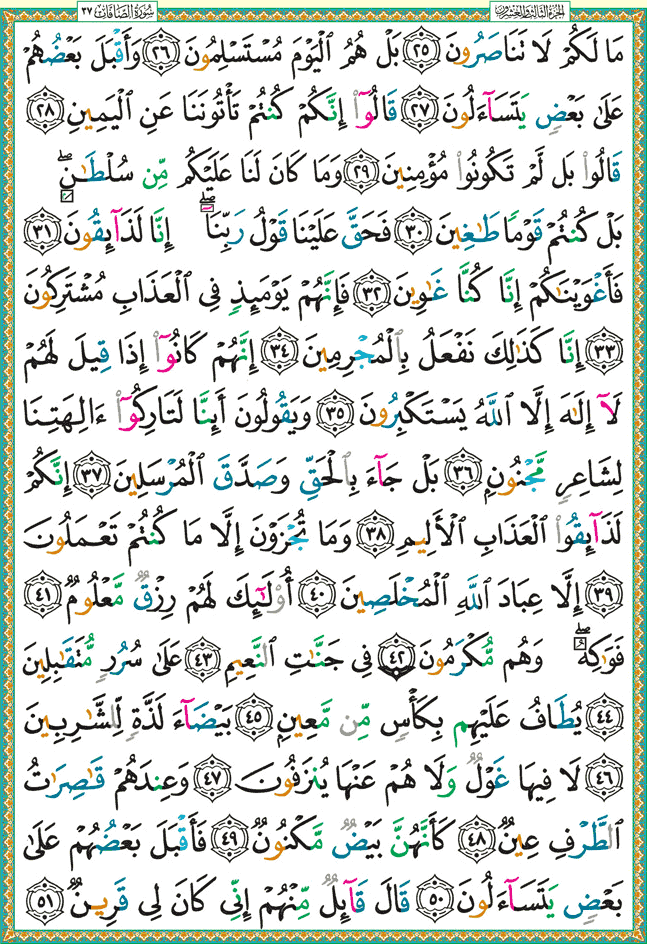 الجزء الثالث والعشرون سورة الصافات ٣٧
مَا لَكُمْ لَا تَنَاصَرُونَ ٢٥ بَلْ هُمُ ٱلْيَوْمَ مُسْتَسْلِمُونَ ٢٦ وَأَقْبَلَ بَعْضُهُمْ
عَلَىٰ بَعْضٍ يَتَسَآءَلُونَ ٢٧ قَالُوٓا۟ إِنَّكُمْ كُنتُمْ تَأْتُونَنَا عَنِ ٱلْيَمِينِ ٢٨
قَالُوا۟ بَل لَّمْ تَكُونُوا۟ مُؤْمِنِينَ ٢٩ وَمَا كَانَ لَنَا عَلَيْكُم مِّن سُلْطَٰنٍۭ ۖ
بَلْ كُنتُمْ قَوْمًا طَٰغِينَ ٣٠ فَحَقَّ عَلَيْنَا قَوْلُ رَبِّنَآ ۖ إِنَّا لَذَآئِقُونَ ٣١
فَأَغْوَيْنَٰكُمْ إِنَّا كُنَّا غَٰوِينَ ٣٢ فَإِنَّهُمْ يَوْمَئِذٍ فِى ٱلْعَذَابِ مُشْتَرِكُونَ
٣٣ إِنَّا كَذَٰلِكَ نَفْعَلُ بِٱلْمُجْرِمِينَ ٣٤ إِنَّهُمْ كَانُوٓا۟ إِذَا قِيلَ لَهُمْ
لَآ إِلَٰهَ إِلَّا ٱللَّهُ يَسْتَكْبِرُونَ ٣٥ وَيَقُولُونَ أَئِنَّا لَتَارِكُوٓا۟ ءَالِهَتِنَا
لِشَاعِرٍ مَّجْنُونٍۭ ٣٦ بَلْ جَآءَ بِٱلْحَقِّ وَصَدَّقَ ٱلْمُرْسَلِينَ ٣٧ إِنَّكُمْ
لَذَآئِقُوا۟ ٱلْعَذَابِ ٱلْأَلِيمِ ٣٨ وَمَا تُجْزَوْنَ إِلَّا مَا كُنتُمْ تَعْمَلُونَ
٣٩ إِلَّا عِبَادَ ٱللَّهِ ٱلْمُخْلَصِينَ ٤٠ أُو۟لَٰٓئِكَ لَهُمْ رِزْقٌ مَّعْلُومٌ ٤١
فَوَٰكِهُ ۖ وَهُم مُّكْرَمُونَ ٤٢ فِى جَنَّٰتِ ٱلنَّعِيمِ ٤٣ عَلَىٰ سُرُرٍ مُّتَقَٰبِلِينَ
٤٤ يُطَافُ عَلَيْهِم بِكَأْسٍ مِّن مَّعِينٍۭ ٤٥ بَيْضَآءَ لَذَّةٍ لِّلشَّٰرِبِينَ
٤٦ لَا فِيهَا غَوْلٌ وَلَا هُمْ عَنْهَا يُنزَفُونَ ٤٧ وَعِندَهُمْ قَٰصِرَٰتُ
ٱلطَّرْفِ عِينٌ ٤٨ كَأَنَّهُنَّ بَيْضٌ مَّكْنُونٌ ٤٩ فَأَقْبَلَ بَعْضُهُمْ عَلَىٰ
بَعْضٍ يَتَسَآءَلُونَ ٥٠ قَالَ قَآئِلٌ مِّنْهُمْ إِنِّى كَانَ لِى قَرِينٌ ٥١